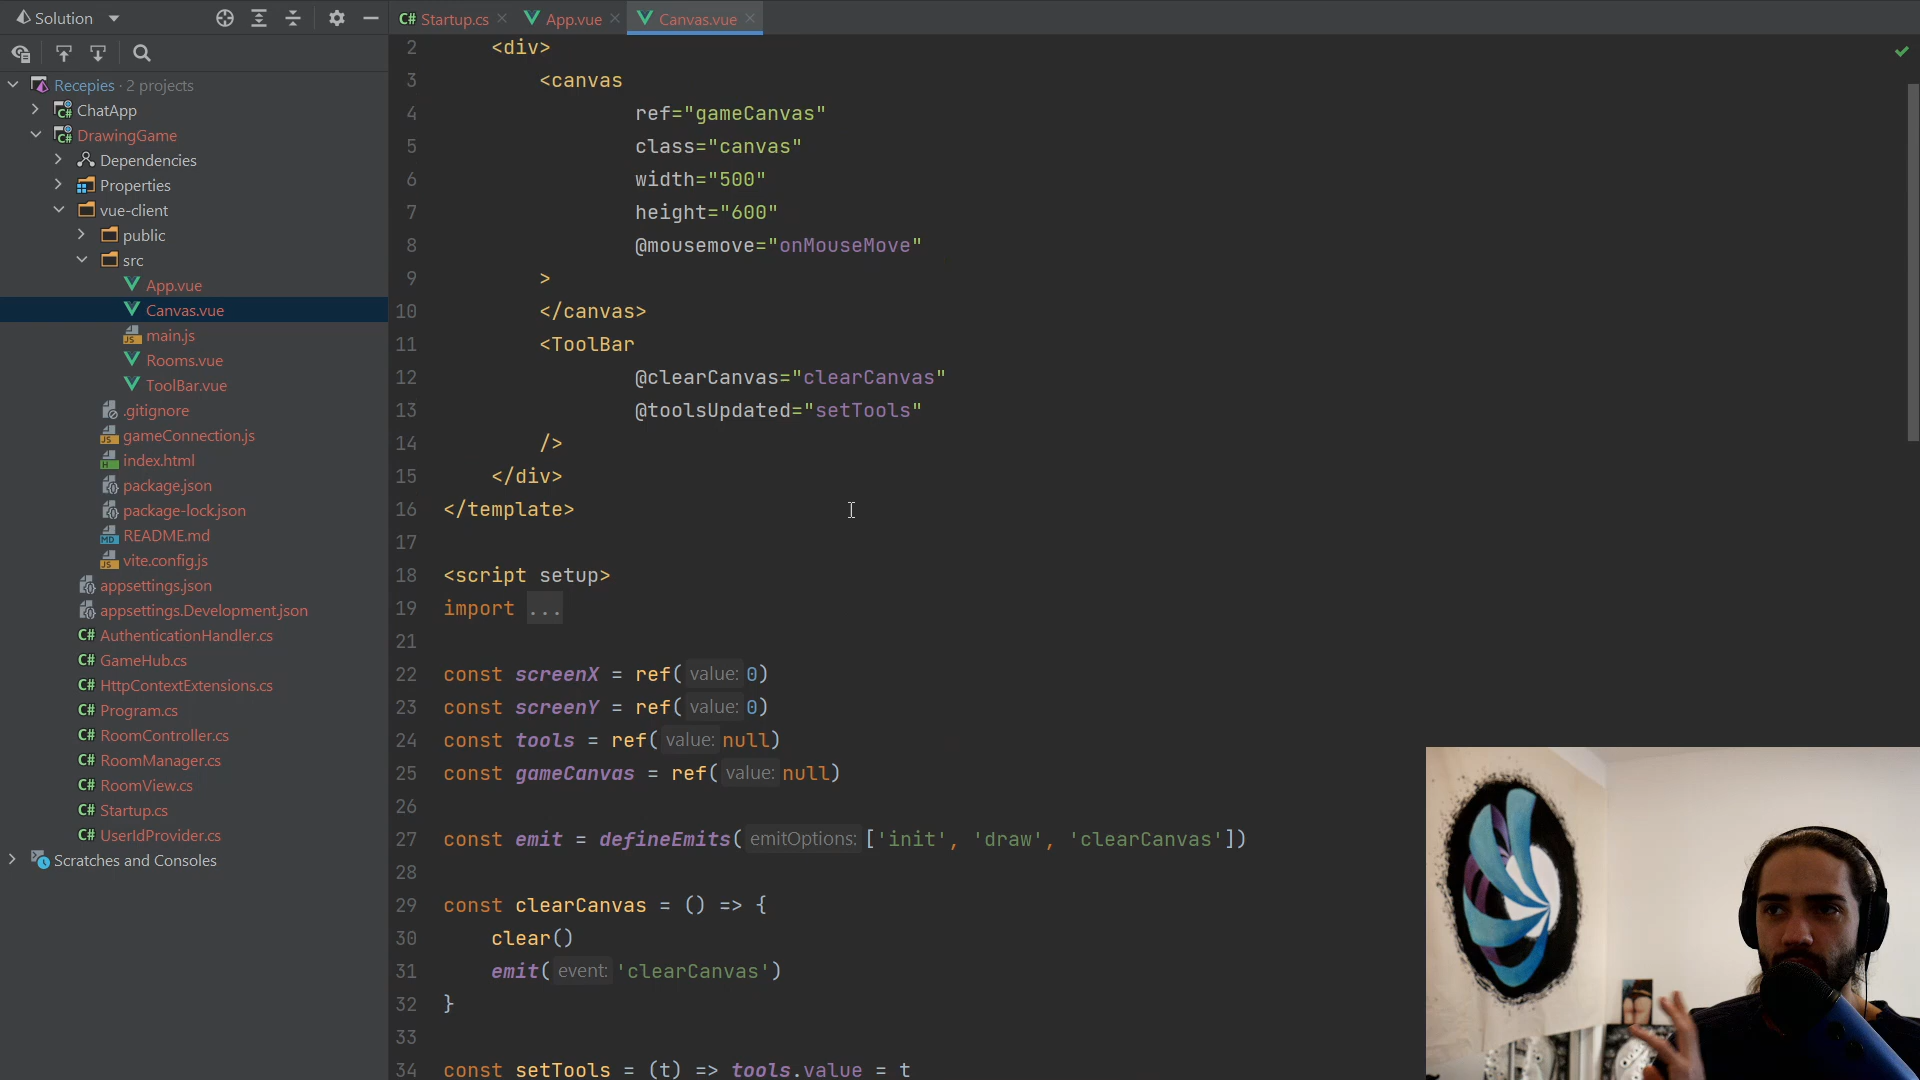 Solution
C# Startup.cs
App.vue
Canvas.vue
Recepies · 2 projects
ChatApp
DrawingGame
Dependencies
Properties
vue-client
public
src
App.vue
Canvas.vue
main.js
Rooms.vue
ToolBar.vue
.gitignore
gameConnection.js
index.html
package.json
package-lock.json
README.md
vite.config.js
appsettings.json
appsettings.Development.json
C# AuthenticationHandler.cs
C# GameHub.cs
C# HttpContextExtensions.cs
C# Program.cs
C# RoomController.cs
C# RoomManager.cs
C# RoomView.cs
C# Startup.cs
C# UserIdProvider.cs
Scratches and Consoles
2 <div>
3 <canvas
4 ref="gameCanvas"
5 class="canvas"
6 width="500"
7 height="600"
8 @mousemove="onMouseMove"
9 >
10 </canvas>
11 <ToolBar
12 @clearCanvas="clearCanvas"
13 @toolsUpdated="setTools"
14 />
15 </div>
16 </template>
17
18 <script setup>
19 import ...
21
22 const screenX = ref( value: 0)
23 const screenY = ref( value: 0)
24 const tools = ref( value: null)
25 const gameCanvas = ref( value: null)
26
27 const emit = defineEmits( emitOptions: ['init', 'draw', 'clearCanvas'])
28
29 const clearCanvas = () => {
30 clear()
31 emit( event: 'clearCanvas')
32 }
33
34 const setTools = (t) => tools.value = t